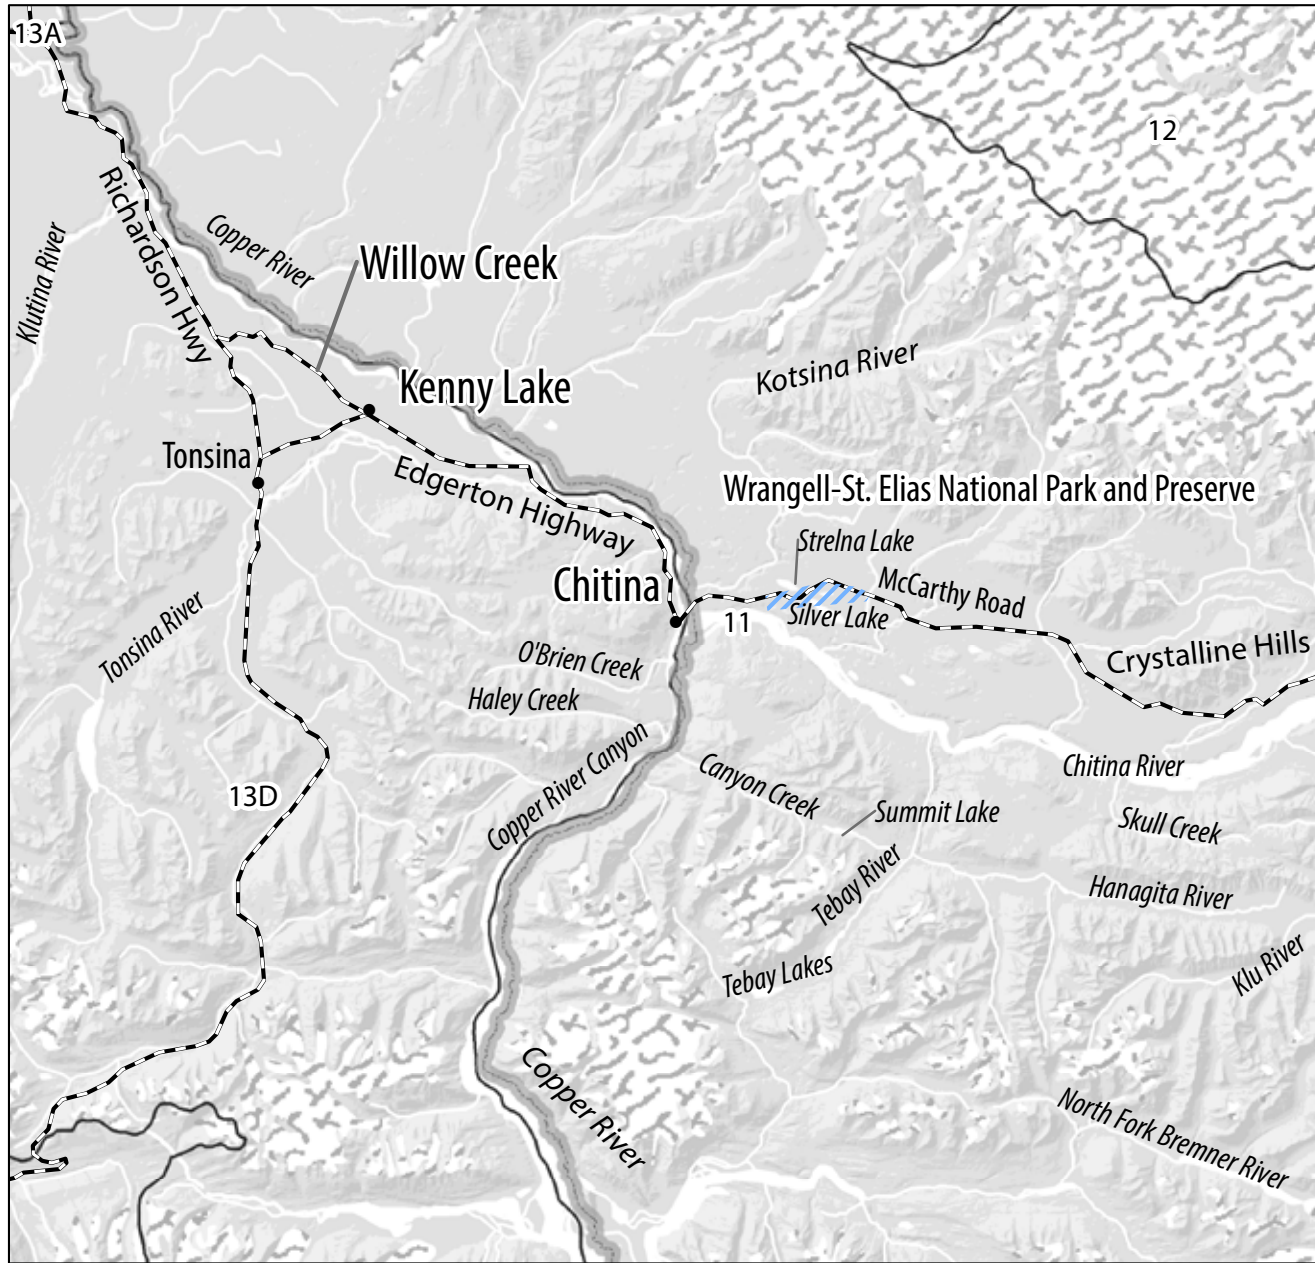 13A
12
Richardson Hwy
Copper River
Klutina River
Willow Creek
Kotsina River
Kenny Lake
Tonsina
Edgerton Highway
Wrangell-St. Elias National Park and Preserve
Strelna Lake
McCarthy Road
Chitina
11
Silver Lake
Tonsina River
O'Brien Creek
Crystalline Hills
Haley Creek
Copper River Canyon
Canyon Creek
Chitina River
13D
Summit Lake
Skull Creek
Tebay River
Hanagita River
Tebay Lakes
Klu River
Copper River
North Fork Bremner River